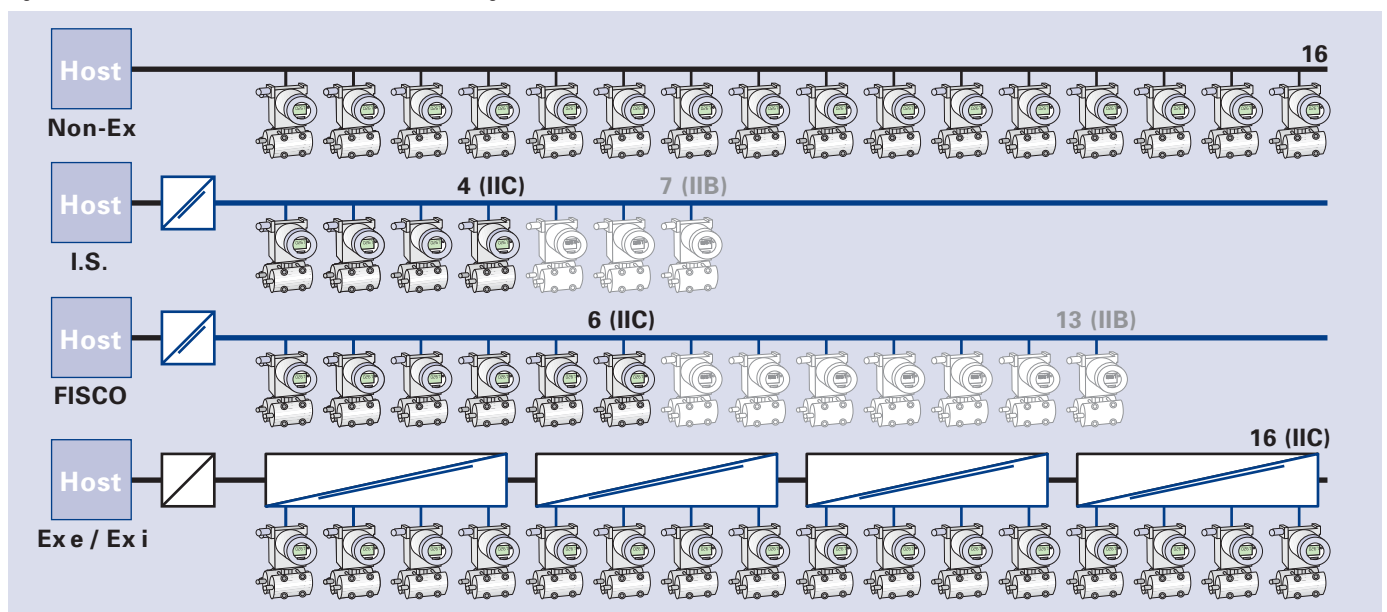 Host
16
Non-Ex
Host
4 (IIC)
7 (IIB)
I.S.
Host
6 (IIC)
13 (IIB)
FISCO
Host
16 (IIC)
Ex e / Ex i